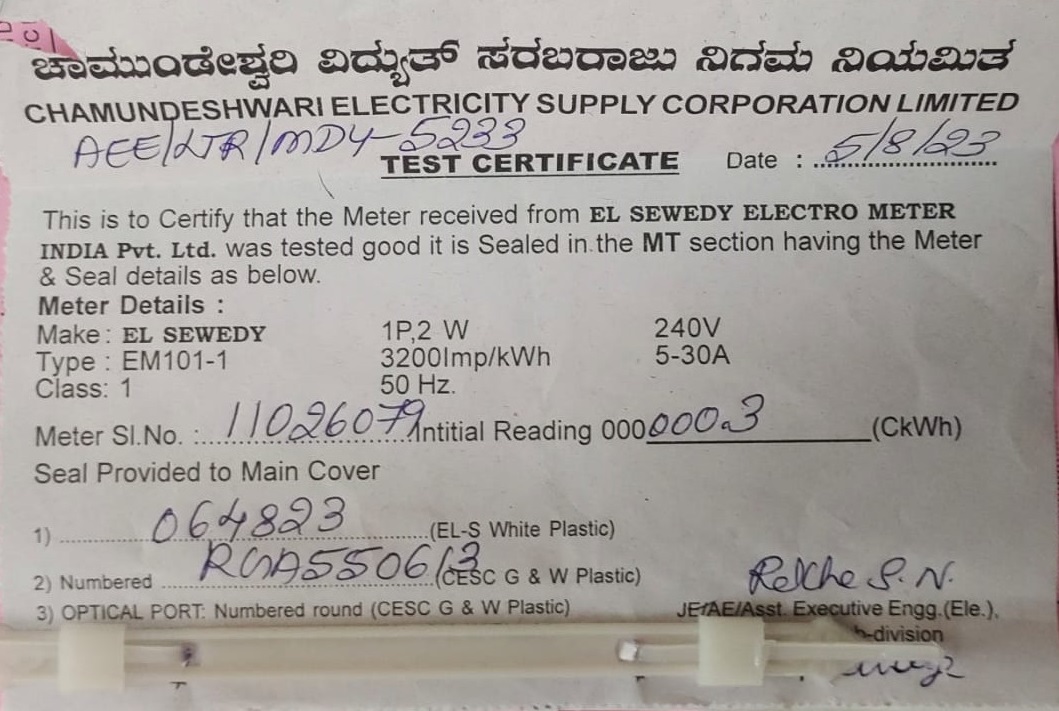 ಚಾಮುಂಡೇಶ್ವರಿ ವಿದ್ಯುತ್ ಸರಬರಾಜು ನಿಗಮ ನಿಯಮಿತ
CHAMUNDESHWARI ELECTRICITY SUPPLY CORPORATION LIMITED
AEE/LTR/MDY-5233
TEST CERTIFICATE Date : 5/8/23
This is to Certify that the Meter received from EL SEWEDY ELECTRO METER
INDIA Pvt. Ltd. was tested good it is Sealed in the MT section having the Meter
& Seal details as below.
Meter Details :
Make : EL SEWEDY 1P,2 W 240V
Type : EM101-1 3200Imp/kWh 5-30A
Class: 1 50 Hz.
Meter Sl.No. : 11026079 Intitial Reading 000000.3 (CkWh)
Seal Provided to Main Cover
1) 064823 (EL-S White Plastic)
2) Numbered (CESC G & W Plastic)
3) OPTICAL PORT: Numbered round (CESC G & W Plastic)
S.N.
JE/AE/Asst. Executive Engg.(Ele.),
-division